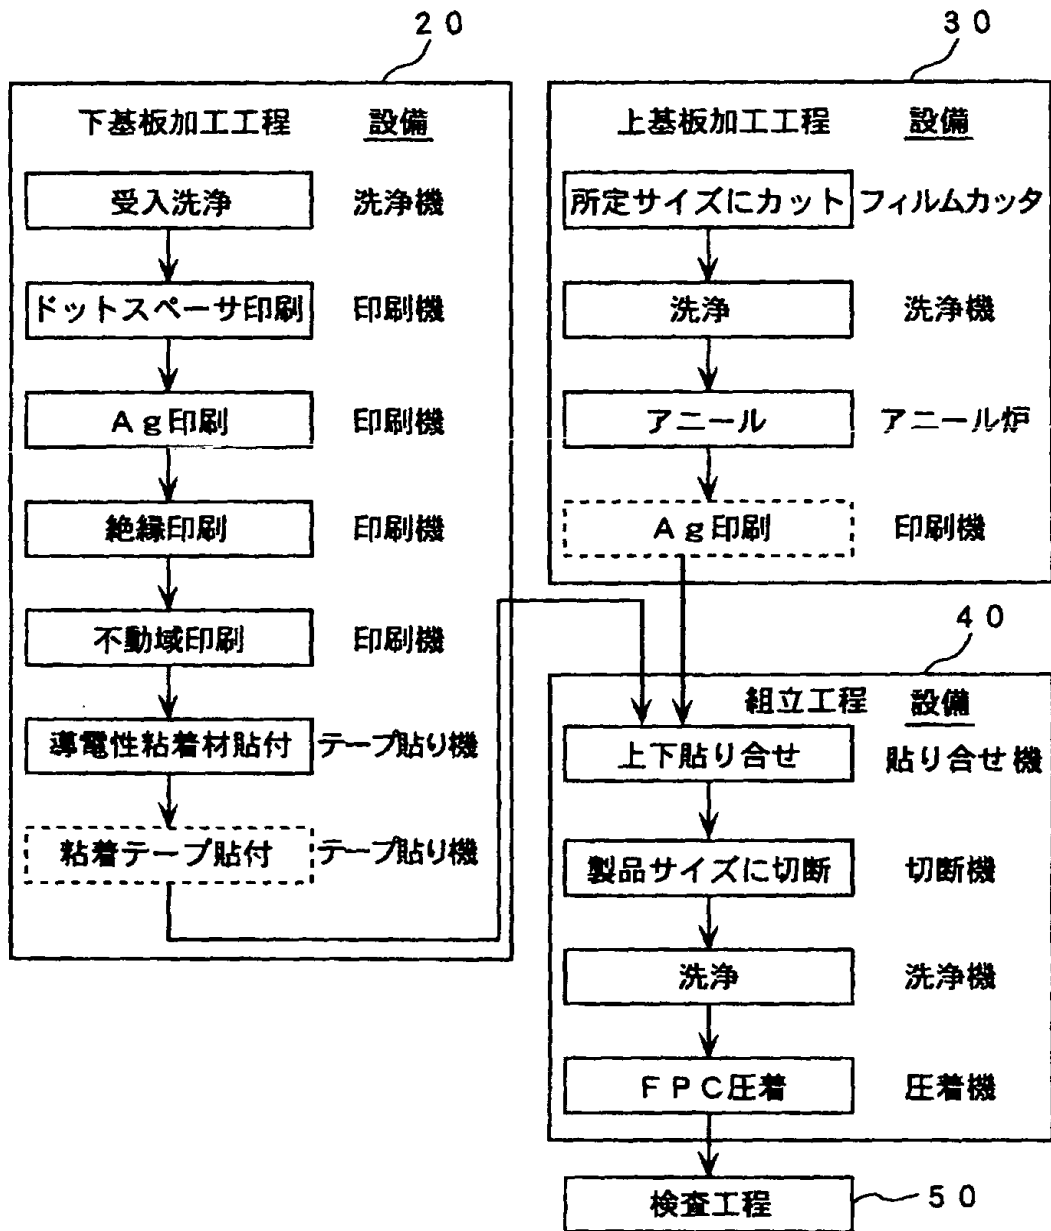 20
下基板加工工程 設備
受入洗浄 洗浄機
ドットスペーサ印刷 印刷機
Ag印刷 印刷機
絶縁印刷 印刷機
不動域印刷 印刷機
導電性粘着材貼付 テープ貼り機
粘着テープ貼付 テープ貼り機
30
上基板加工工程 設備
所定サイズにカット フィルムカッタ
洗浄 洗浄機
アニール アニール炉
Ag印刷 印刷機
40
組立工程 設備
上下貼り合せ 貼り合せ機
製品サイズに切断 切断機
洗浄 洗浄機
FPC圧着 圧着機
検査工程 50